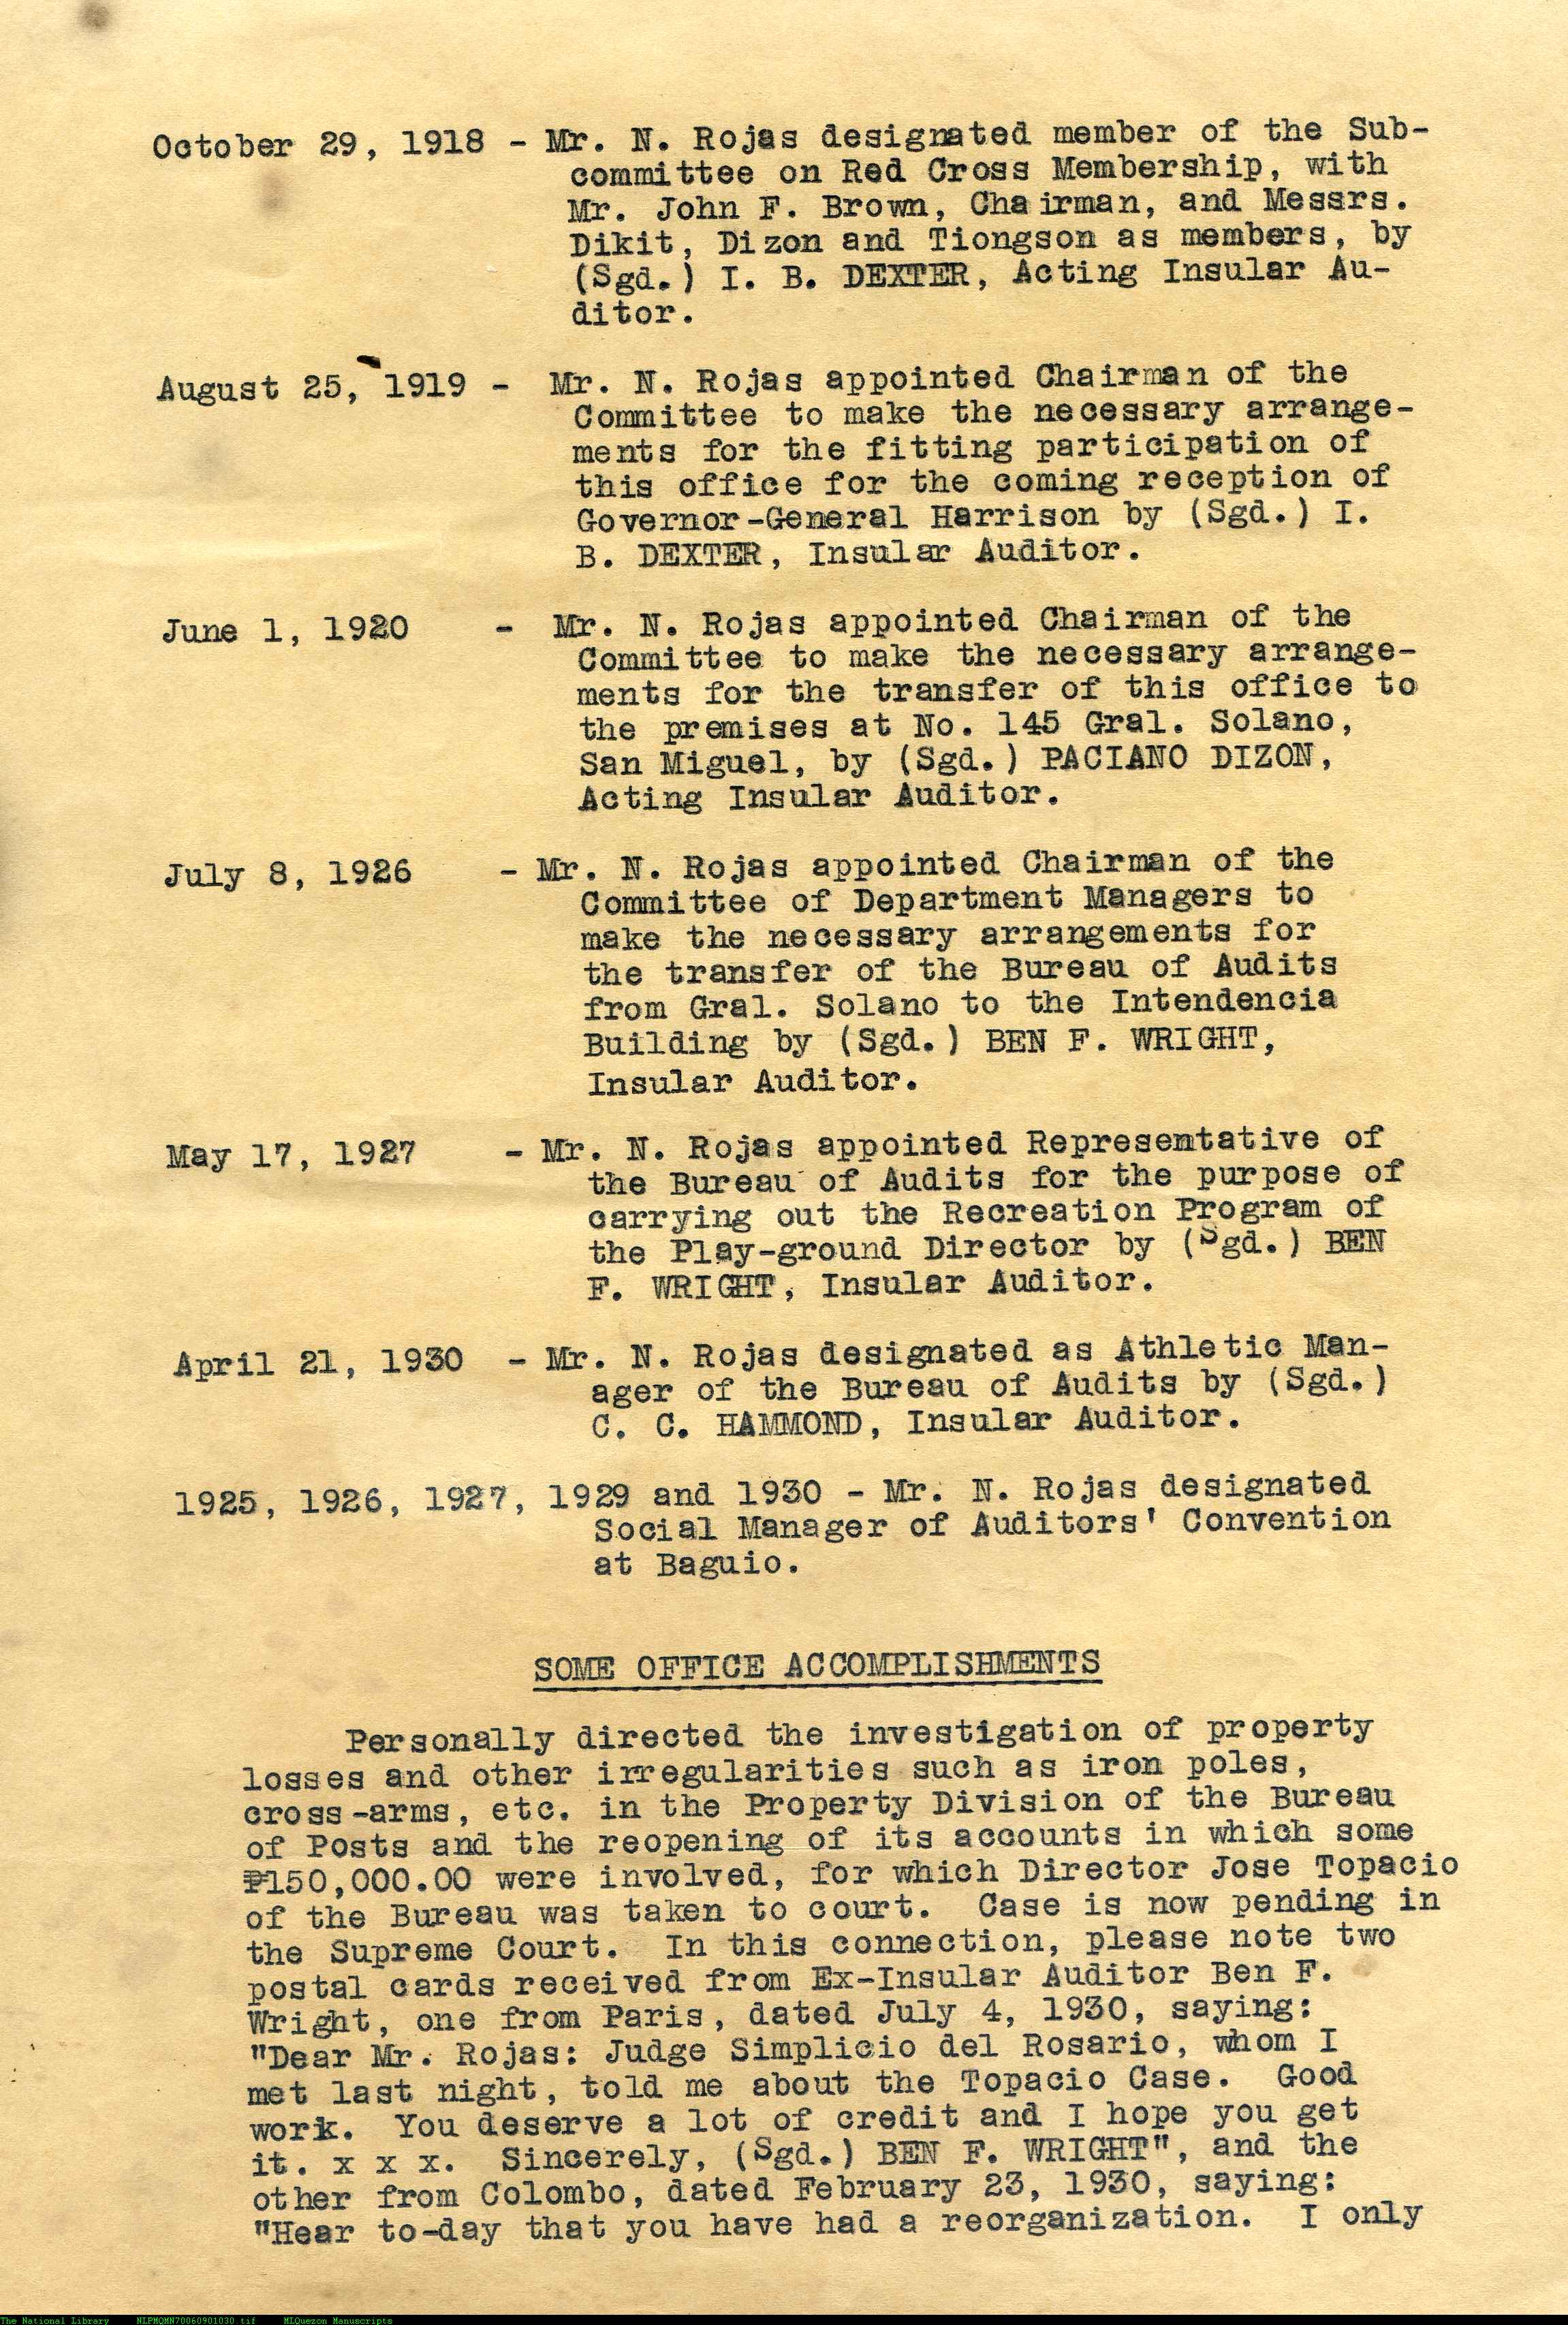 October 29, 1918 - Mr. N. Rojas designated member of the Sub-
committee on Red Cross Membership, with
Mr. John F. Brown, Chairman, and Messrs.
Dikit, Dizon and Tiongson as members, by
(Sgd.) I. B. DEXTER, Acting Insular Au-
ditor.
August 25, 1919 - Mr. N. Rojas appointed Chairman of the
Committee to make the necessary arrange-
ments for the fitting participation of
this office for the coming reception of
Governor-General Harrison by (Sgd.) I.
B. DEXTER, Insular Auditor.
June 1, 1920 - Mr. N. Rojas appointed Chairman of the
Committee to make the necessary arrange-
ments for the transfer of this office to
the premises at No. 145 Gral. Solano,
San Miguel, by (Sgd.) PACIANO DIZON,
Acting Insular Auditor.
July 8, 1926 - Mr. N. Rojas appointed Chairman of the
Committee of Department Managers to
make the necessary arrangements for
the transfer of the Bureau of Audits
from Gral. Solano to the Intendencia
Building by (Sgd.) BEN F. WRIGHT,
Insular Auditor.
May 17, 1927 - Mr. N. Rojas appointed Representative of
the Bureau of Audits for the purpose of
carrying out the Recreation Program of
the Play-ground Director by (Sgd.) BEN
F. WRIGHT, Insular Auditor.
April 21, 1930 - Mr. N. Rojas designated as Athletic Man-
ager of the Bureau of Audits by (Sgd.)
C. C. HAMMOND, Insular Auditor.
1925, 1926, 1927, 1929 and 1930 - Mr. N. Rojas designated
Social Manager of Auditors' Convention
at Baguio.
SOME OFFICE ACCOMPLISHMENTS
Personally directed the investigation of property
losses and other irregularities such as iron poles,
cross-arms, etc. in the Property Division of the Bureau
of Posts and the reopening of its accounts in which some
₱150,000.00 were involved, for which Director Jose Topacio
of the Bureau was taken to court. Case is now pending in
the Supreme Court. In this connection, please note two
postal cards received from Ex-Insular Auditor Ben F.
Wright, one from Paris, dated July 4, 1930, saying:
"Dear Mr. Rojas: Judge Simplicio del Rosario, whom I
met last night, told me about the Topacio Case. Good
work. You deserve a lot of credit and I hope you get
it. x x x. Sincerely, (Sgd.) BEN F. WRIGHT", and the
other from Colombo, dated February 23, 1930, saying:
"Hear to-day that you have had a reorganization. I only
The National Library NLPMQMN70060901030.tif MLQuezon Manuscripts